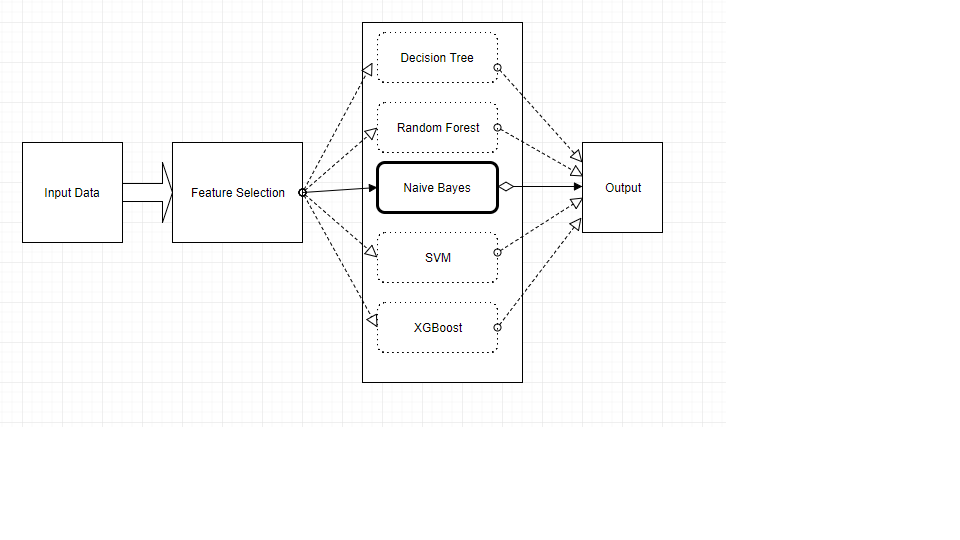 Input Data
Feature Selection
Decision Tree
Random Forest
Naive Bayes
SVM
XGBoost
Output